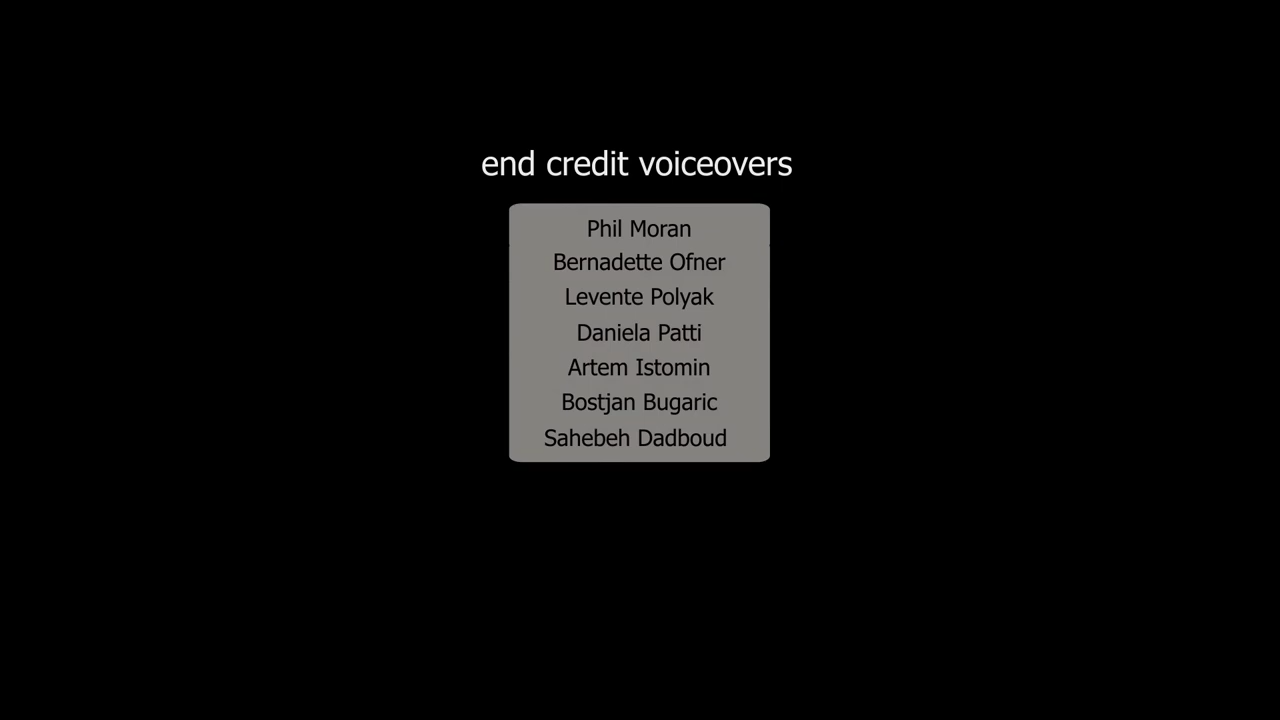 end credit voiceovers
Phil Moran
Bernadette Ofner
Levente Polyak
Daniela Patti
Artem Istomin
Bostjan Bugaric
Sahebeh Dadboud